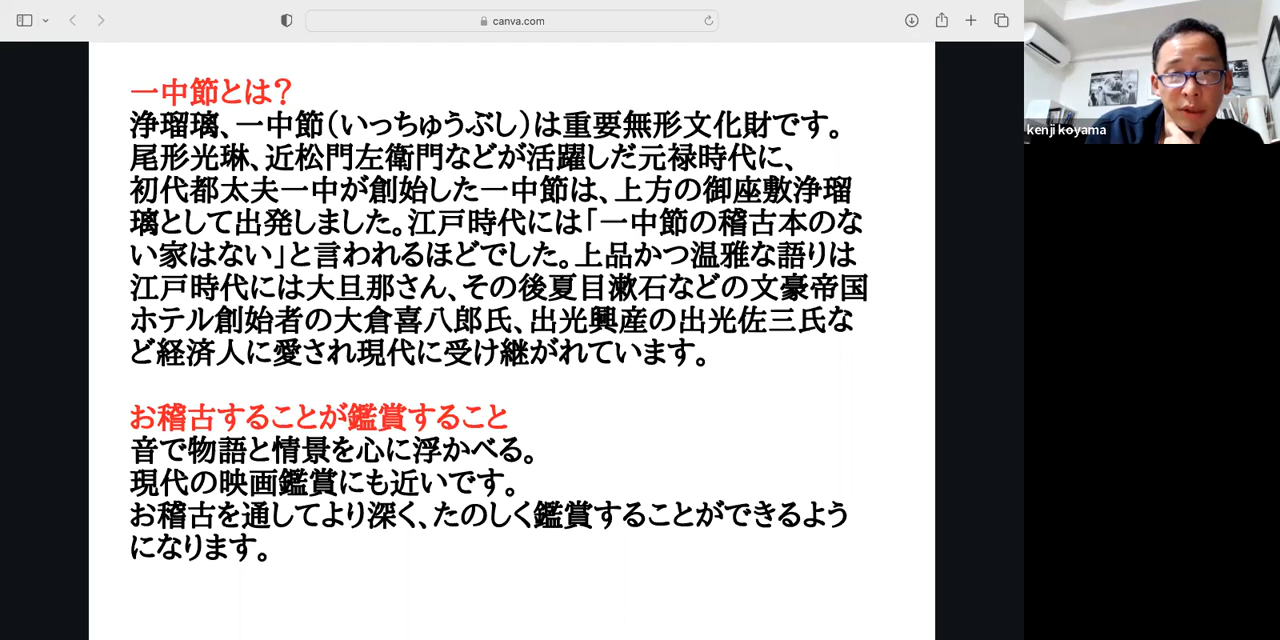 canva.com
一中節とは？
浄瑠璃、一中節（いっちゅうぶし）は重要無形文化財です。
尾形光琳、近松門左衛門などが活躍しだ元禄時代に、
初代都太夫一中が創始した一中節は、上方の御座敷浄瑠
璃として出発しました。江戸時代には「一中節の稽古本のな
い家はない」と言われるほどでした。上品かつ温雅な語りは
江戸時代には大旦那さん、その後夏目漱石などの文豪帝国
ホテル創始者の大倉喜八郎氏、出光興産の出光佐三氏な
ど経済人に愛され現代に受け継がれています。
お稽古することが鑑賞すること
音で物語と情景を心に浮かべる。
現代の映画鑑賞にも近いです。
お稽古を通してより深く、たのしく鑑賞することができるよう
になります。
kenji koyama